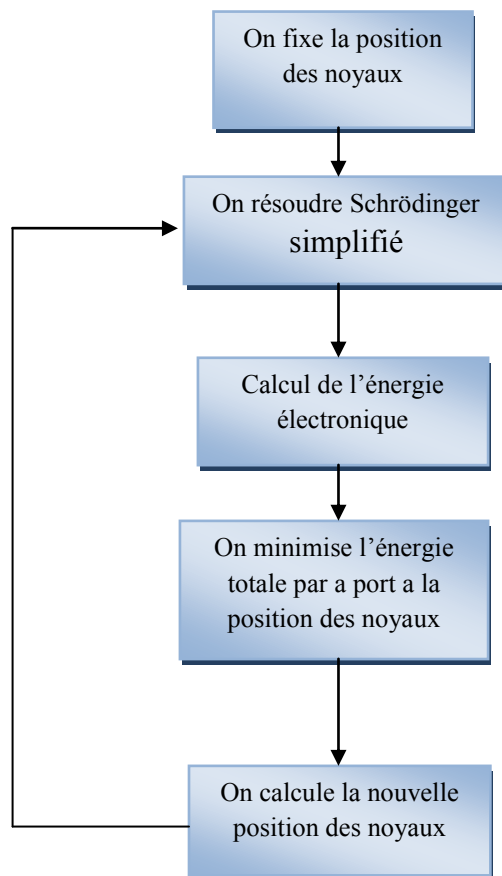 On fixe la position
des noyaux
On résoudre Schrödinger
simplifié
Calcul de l’énergie
électronique
On minimise l’énergie
totale par a port a la
position des noyaux
On calcule la nouvelle
position des noyaux